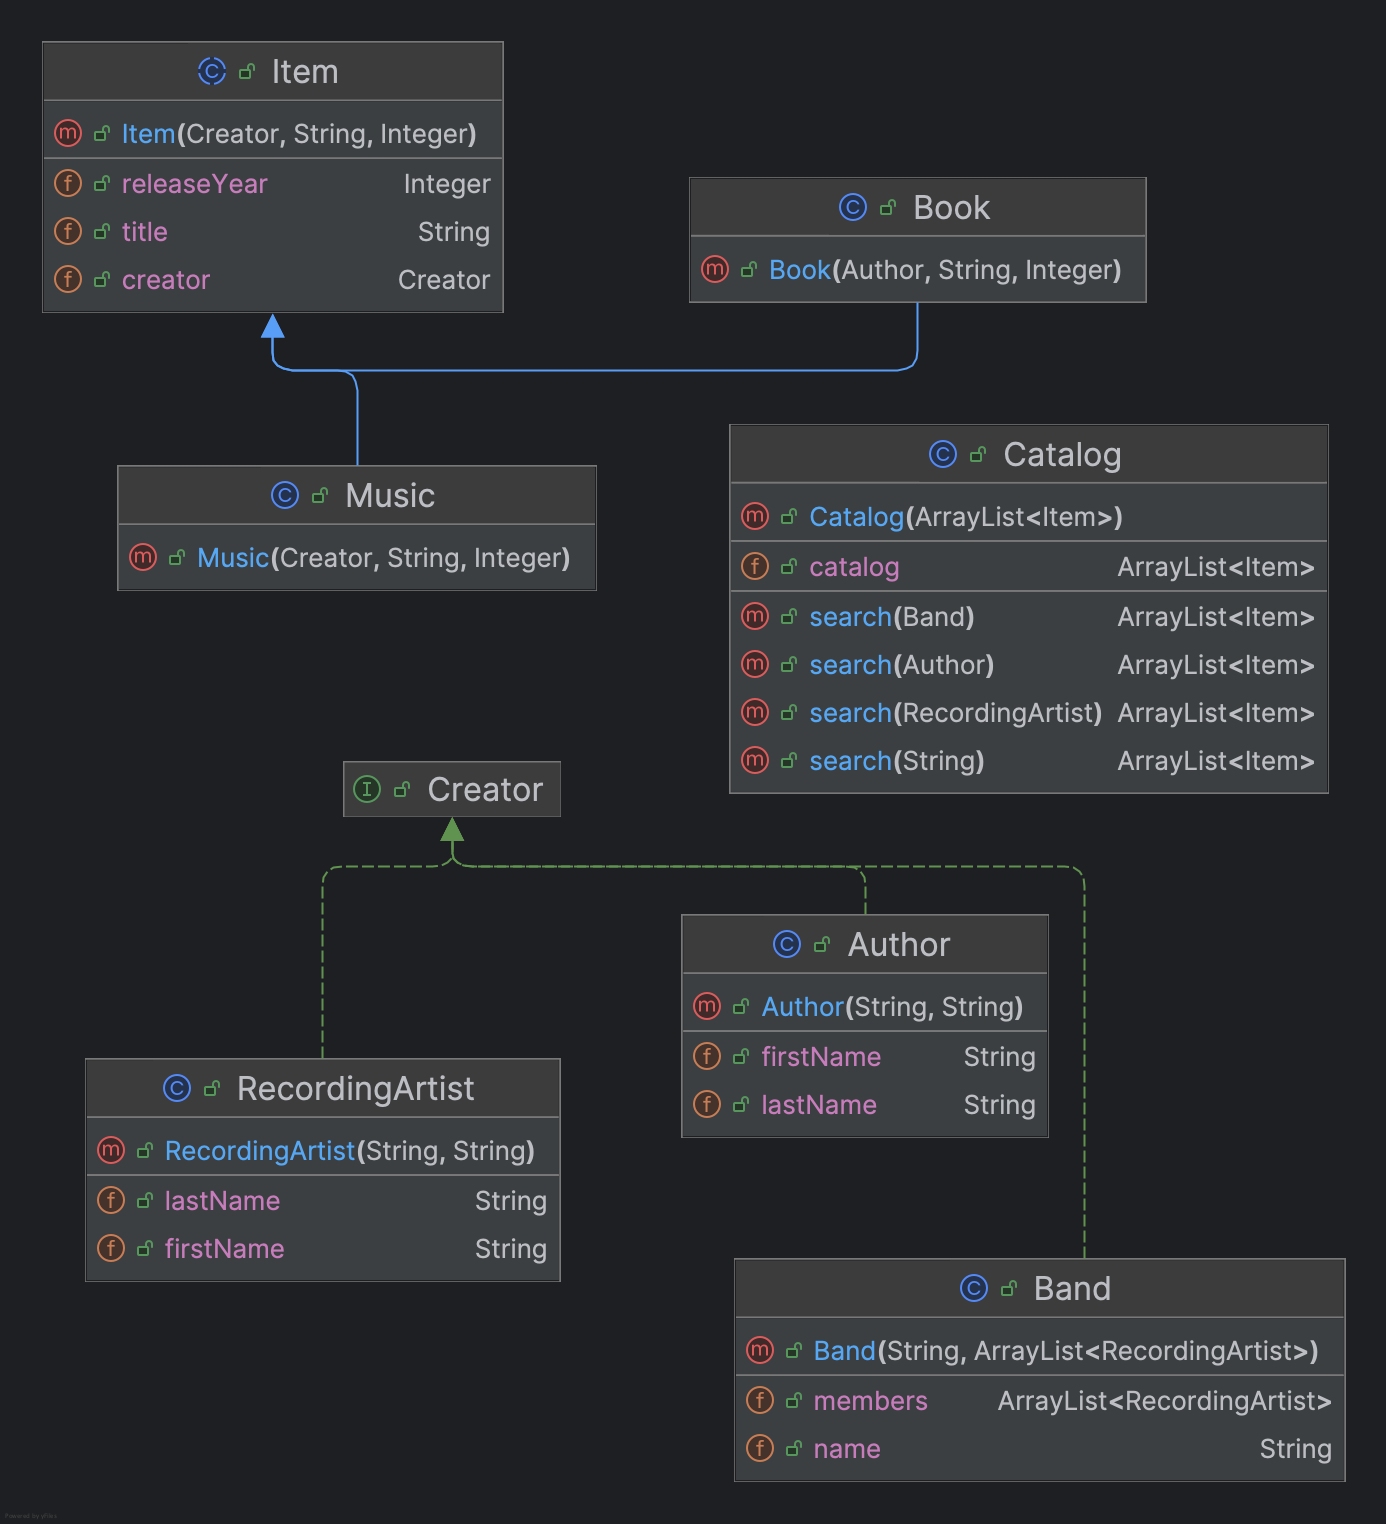 Item
Item(Creator, String, Integer)
releaseYear Integer
title String
creator Creator
Book
Book(Author, String, Integer)
Music
Music(Creator, String, Integer)
Catalog
Catalog(ArrayList<Item>)
catalog ArrayList<Item>
search(Band) ArrayList<Item>
search(Author) ArrayList<Item>
search(RecordingArtist) ArrayList<Item>
search(String) ArrayList<Item>
Creator
Author
Author(String, String)
firstName String
lastName String
RecordingArtist
RecordingArtist(String, String)
lastName String
firstName String
Band
Band(String, ArrayList<RecordingArtist>)
members ArrayList<RecordingArtist>
name String
Powered by yFiles